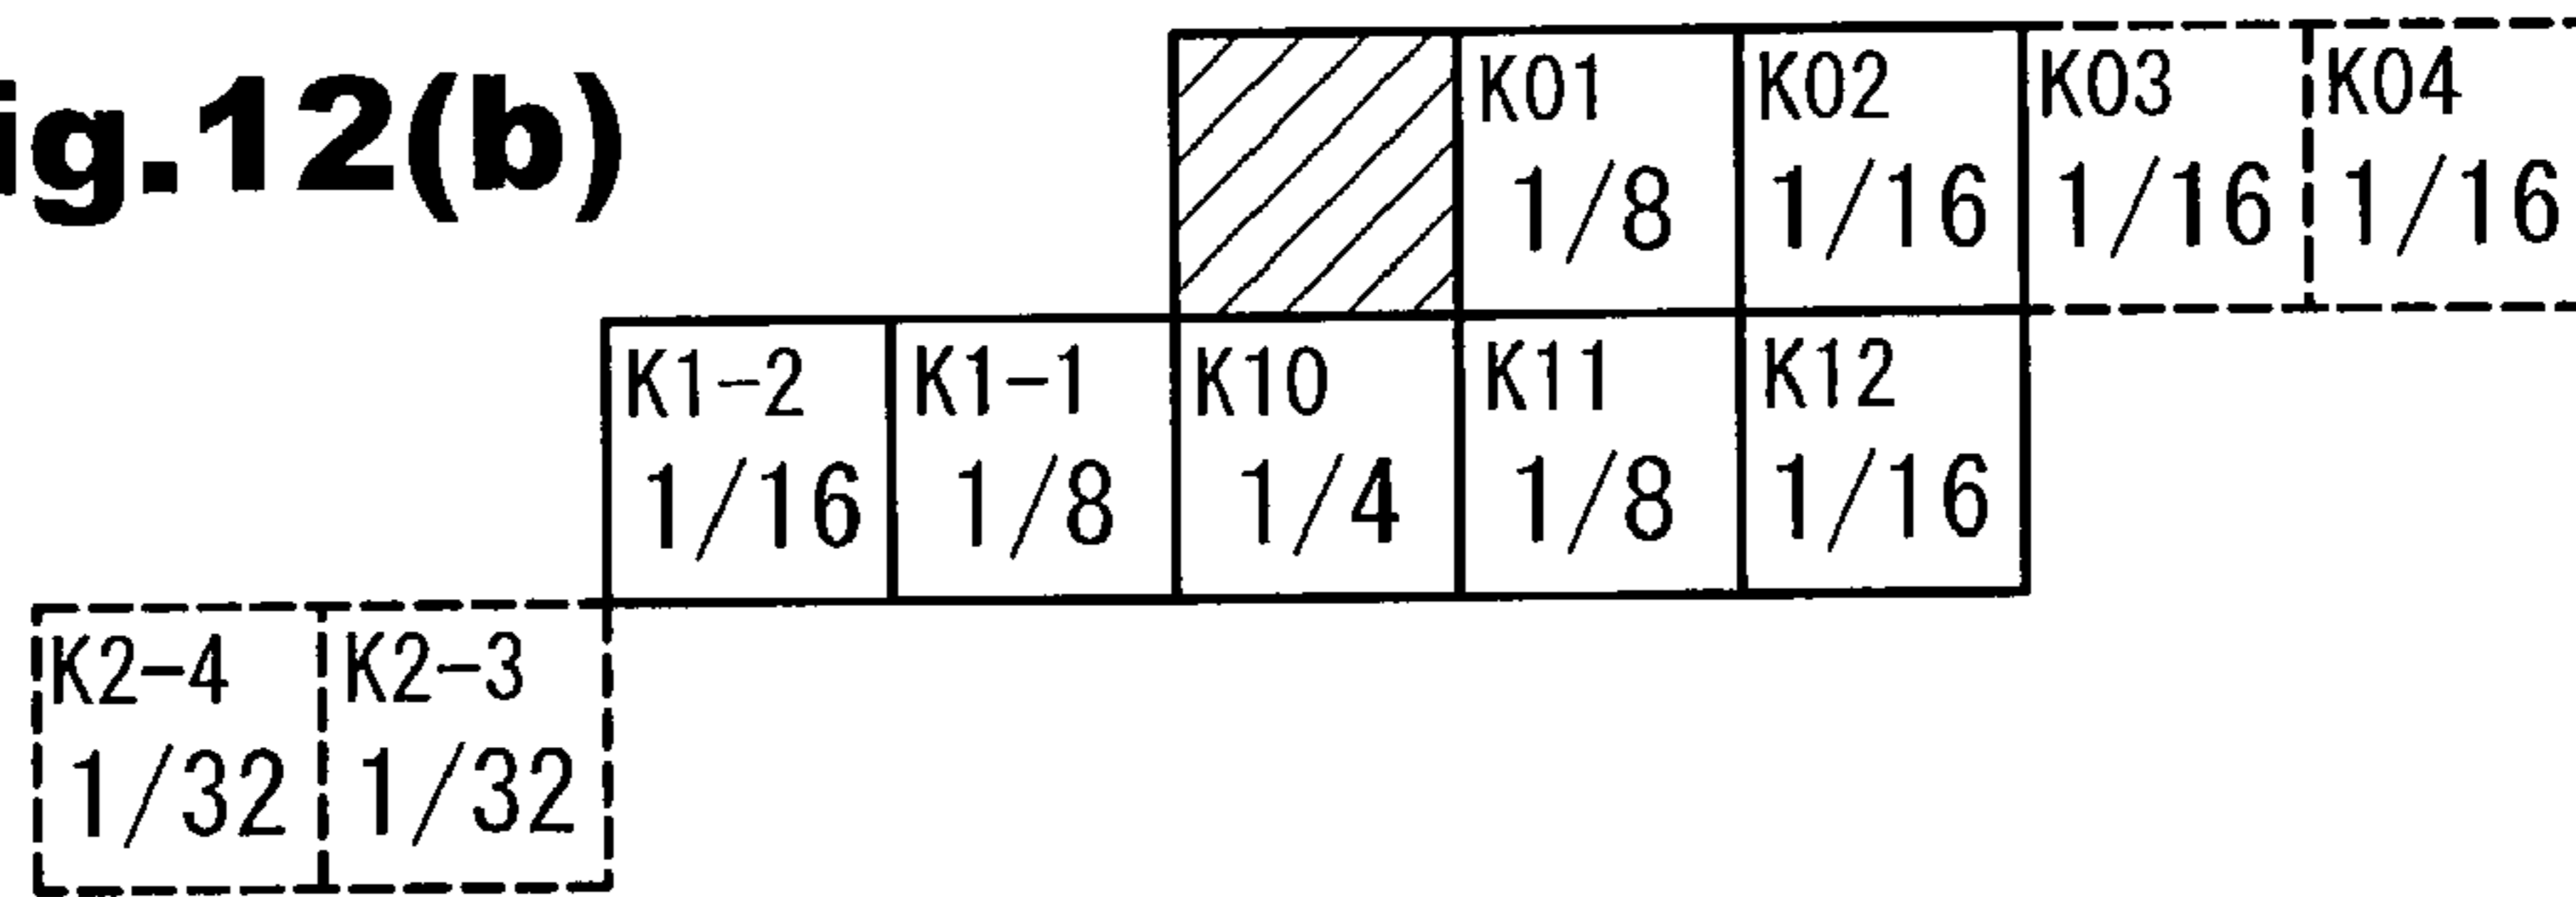 ig.12(b)
K01 K02 K03 K04
1/8 1/16 1/16 1/16
K1-2 K1-1 K10 K11 K12
1/16 1/8 1/4 1/8 1/16
K2-4 K2-3
1/32 1/32